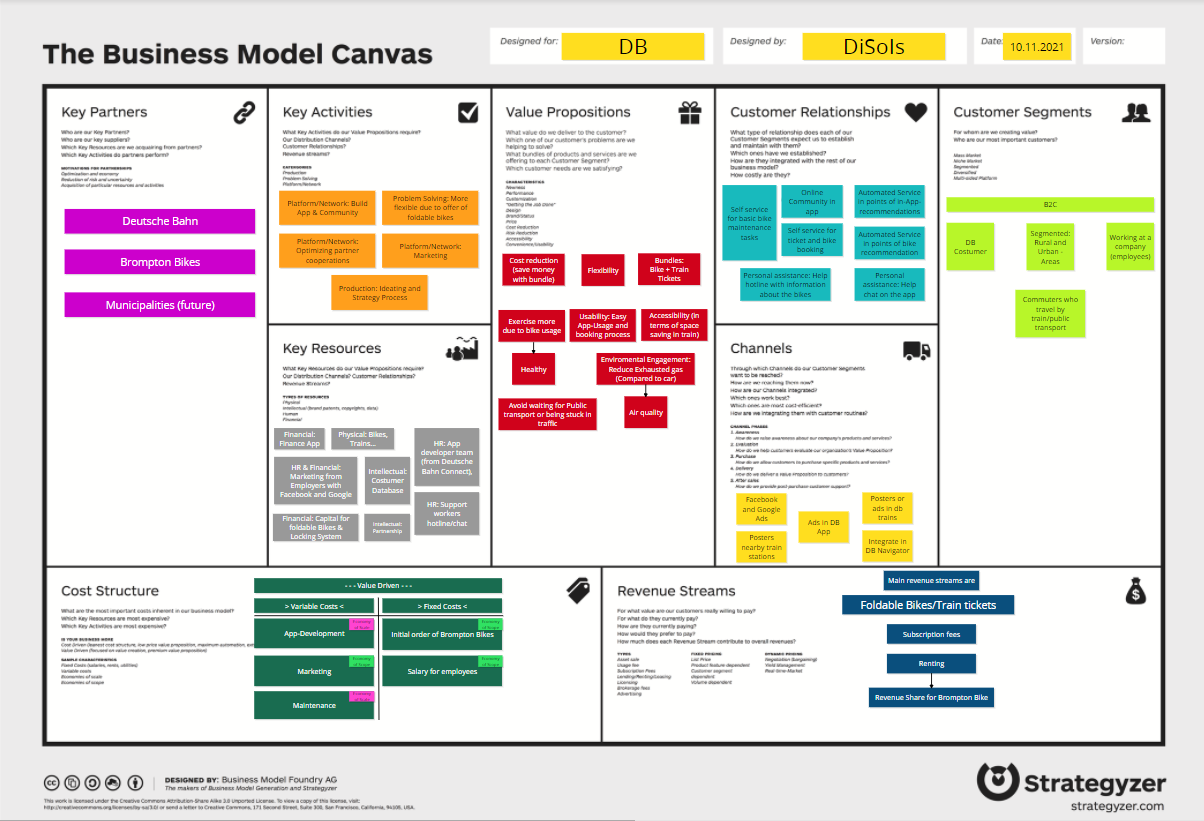 The Business Model Canvas
Designed for:
DB
Designed by:
DiSoIs
Date:
10.11.2021
Version:
Key Partners
Who are our Key Partners?
Who are our key suppliers?
Which Key Resources are we acquiring from partners?
Which Key Activities do partners perform?
MOTIVATIONS FOR PARTNERSHIPS
Optimization and economy
Reduction of risk and uncertainty
Acquisition of particular resources and activities
Deutsche Bahn
Brompton Bikes
Municipalities (future)
Key Activities
What Key Activities do our Value Propositions require?
Our Distribution Channels?
Customer Relationships?
Revenue streams?
CATERGORIES
Production
Problem Solving
Platform/Network
Platform/Network: Build
App & Community
Problem Solving: More
flexible due to offer of
foldable bikes
Platform/Network:
Optimizing partner
cooperations
Platform/Network:
Marketing
Production: Ideating and
Strategy Process
Key Resources
What Key Resources do our Value Propositions require?
Our Distribution Channels? Customer Relationships?
Revenue Streams?
TYPES OF RESOURCES
Physical
Intellectual (brand patents, copyrights, data)
Human
Financial
Financial:
Finance App
Physical: Bikes,
Trains...
HR: App
developer team
(from Deutsche
Bahn Connect),
HR & Financial:
Marketing from
Employers with
Facebook and Google
Intellectual:
Costumer
Database
HR: Support
workers
hotline/chat
Financial: Capital for
foldable Bikes &
Locking System
Intellectual:
Partnership
Value Propositions
What value do we deliver to the customer?
Which one of our customer's problems are we
helping to solve?
What bundles of products and services are we
offering to each Customer Segment?
Which customer needs are we satisfying?
CHARACTERISTICS
Newness
Performance
Customization
"Getting the Job Done"
Design
Brand/Status
Price
Cost Reduction
Risk Reduction
Accessibility
Convenience/Usability
Cost reduction
(save money
with bundle)
Flexibility
Bundles:
Bike + Train
Tickets
Exercise more
due to bike usage
Usability: Easy
App-Usage and
booking process
Accessibility (in
terms of space
saving in train)
Healthy
Enviromental Engagement:
Reduce Exhausted gas
(Compared to car)
Avoid waiting for Public
transport or being stuck in
traffic
Air quality
Customer Relationships
What type of relationship does each of our
Customer Segments expect us to establish
and maintain with them?
Which ones have we established?
How are they integrated with the rest of our
business model?
How costly are they?
Self service
for basic bike
maintenance
tasks
Online
Community in
app
Automated Service
in points of in-App-
recommendations
Self service for
ticket and bike
booking
Automated Service
in points of bike
recommendation
Personal assistance: Help
hotline with information
about the bikes
Personal
assistance: Help
chat on the app
Channels
Through which Channels do our Customer Segments
want to be reached?
How are we reaching them now?
How are our Channels integrated?
Which ones work best?
Which ones are most cost-efficient?
How are we integrating them with customer routines?
CHANNEL PHASES
1. Awareness
How do we raise awareness about our company's products and services?
2. Evaluation
How do we help customers evaluate our organization's Value Proposition?
3. Purchase
How do we allow customers to purchase specific products and services?
4. Delivery
How do we deliver a Value Proposition to customers?
5. After sales
How do we provide post-purchase customer support?
Facebook
and Google
Ads
Posters or
ads in db
trains
Ads in DB
App
Posters
nearby train
stations
Integrate in
DB Navigator
Customer Segments
For whom are we creating value?
Who are our most important customers?
Mass Market
Niche Market
Segmented
Diversified
Multi-sided Platform
B2C
DB
Costumer
Segmented:
Rural and
Urban -
Areas
Working at a
company
(employees)
Commuters who
travel by
train/public
transport
Cost Structure
What are the most important costs inherent in our business model?
Which Key Resources are most expensive?
Which Key Activities are most expensive?
IS YOUR BUSINESS MORE
Cost Driven (leanest cost structure, low price value proposition, maximum automation, ext
Value Driven (focused on value creation, premium value proposition)
SAMPLE CHARACTERISTICS
Fixed Costs (salaries, rents, utilities)
Variable costs
Economies of scale
Economies of scope
- - - Value Driven - - -
> Variable Costs <
> Fixed Costs <
App-Development
Initial order of Brompton Bikes
Marketing
Salary for employees
Maintenance
Revenue Streams
For what value are our customers really willing to pay?
For what do they currently pay?
How are they currently paying?
How would they prefer to pay?
How much does each Revenue Stream contribute to overall revenues?
TYPES
Asset sale
Usage fee
Subscription Fees
Lending/Renting/Leasing
Licensing
Brokerage fees
Advertising
FIXED PRICING
List Price
Product feature dependent
Customer segment
dependent
Volume dependent
DYNAMIC PRICING
Negotiation (bargaining)
Yield Management
Real-time-Market
Main revenue streams are
Foldable Bikes/Train tickets
Subscription fees
Renting
Revenue Share for Brompton Bike
DESIGNED BY: Business Model Foundry AG
The makers of Business Model Generation and Strategyzer
This work is licensed under the Creative Commons Attribution-Share Alike 3.0 Unported License. To view a copy of this license, visit:
http://creativecommons.org/licenses/by-sa/3.0/ or send a letter to Creative Commons, 171 Second Street, Suite 300, San Francisco, California, 94105, USA.
Strategyzer
strategyzer.com